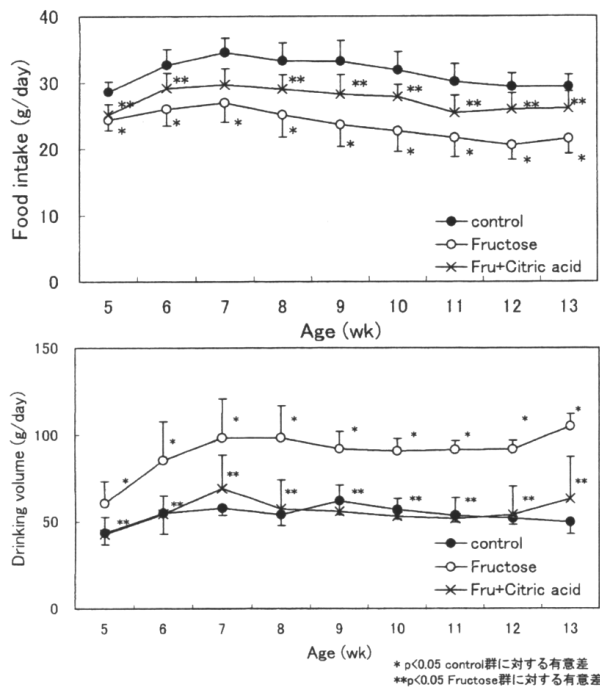 40
30
20
10
0
Food intake (g/day)
** ** ** ** ** ** ** **
* * * * * * * * *
control
Fructose
Fru+Citric acid
5 6 7 8 9 10 11 12 13
Age (wk)
150
100
50
0
Drinking volume (g/day)
* * * * * * * * *
** ** ** ** ** ** ** **
control
Fructose
Fru+Citric acid
5 6 7 8 9 10 11 12 13
Age (wk)
* p<0.05 control群に対する有意差
**p<0.05 Fructose群に対する有意差